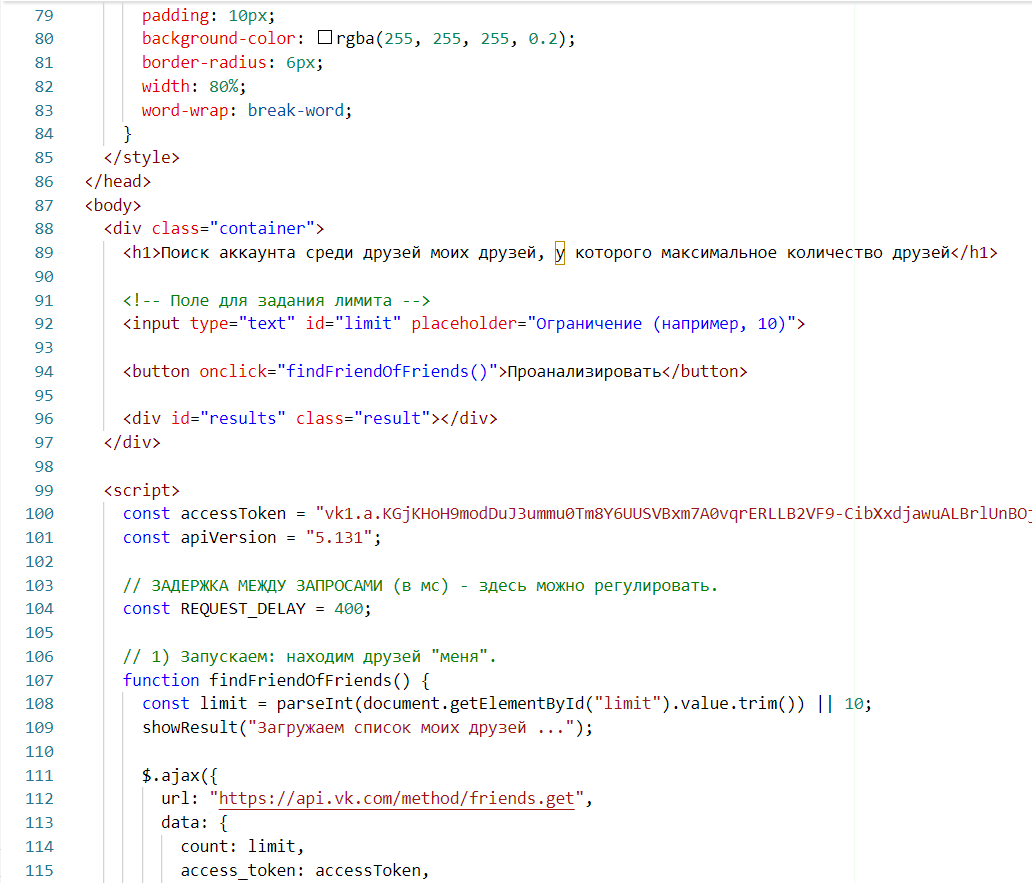 79 padding: 10px;
80 background-color: rgba(255, 255, 255, 0.2);
81 border-radius: 6px;
82 width: 80%;
83 word-wrap: break-word;
84 }
85 </style>
86 </head>
87 <body>
88 <div class="container">
89 <h1>Поиск аккаунта среди друзей моих друзей, у которого максимальное количество друзей</h1>
90
91 <!-- Поле для задания лимита -->
92 <input type="text" id="limit" placeholder="Ограничение (например, 10)">
93
94 <button onclick="findFriendOfFriends()">Проанализировать</button>
95
96 <div id="results" class="result"></div>
97 </div>
98
99 <script>
100 const accessToken = "vk1.a.KGjKHoH9modDuJ3ummu0Tm8Y6UUSVBxm7A0vqrERLLB2VF9-CibXxdjawuALBrlUnBOj
101 const apiVersion = "5.131";
102
103 // ЗАДЕРЖКА МЕЖДУ ЗАПРОСАМИ (в мс) - здесь можно регулировать.
104 const REQUEST_DELAY = 400;
105
106 // 1) Запускаем: находим друзей "меня".
107 function findFriendOfFriends() {
108 const limit = parseInt(document.getElementById("limit").value.trim()) || 10;
109 showResult("Загружаем список моих друзей ...");
110
111 $.ajax({
112 url: "https://api.vk.com/method/friends.get",
113 data: {
114 count: limit,
115 access_token: accessToken,